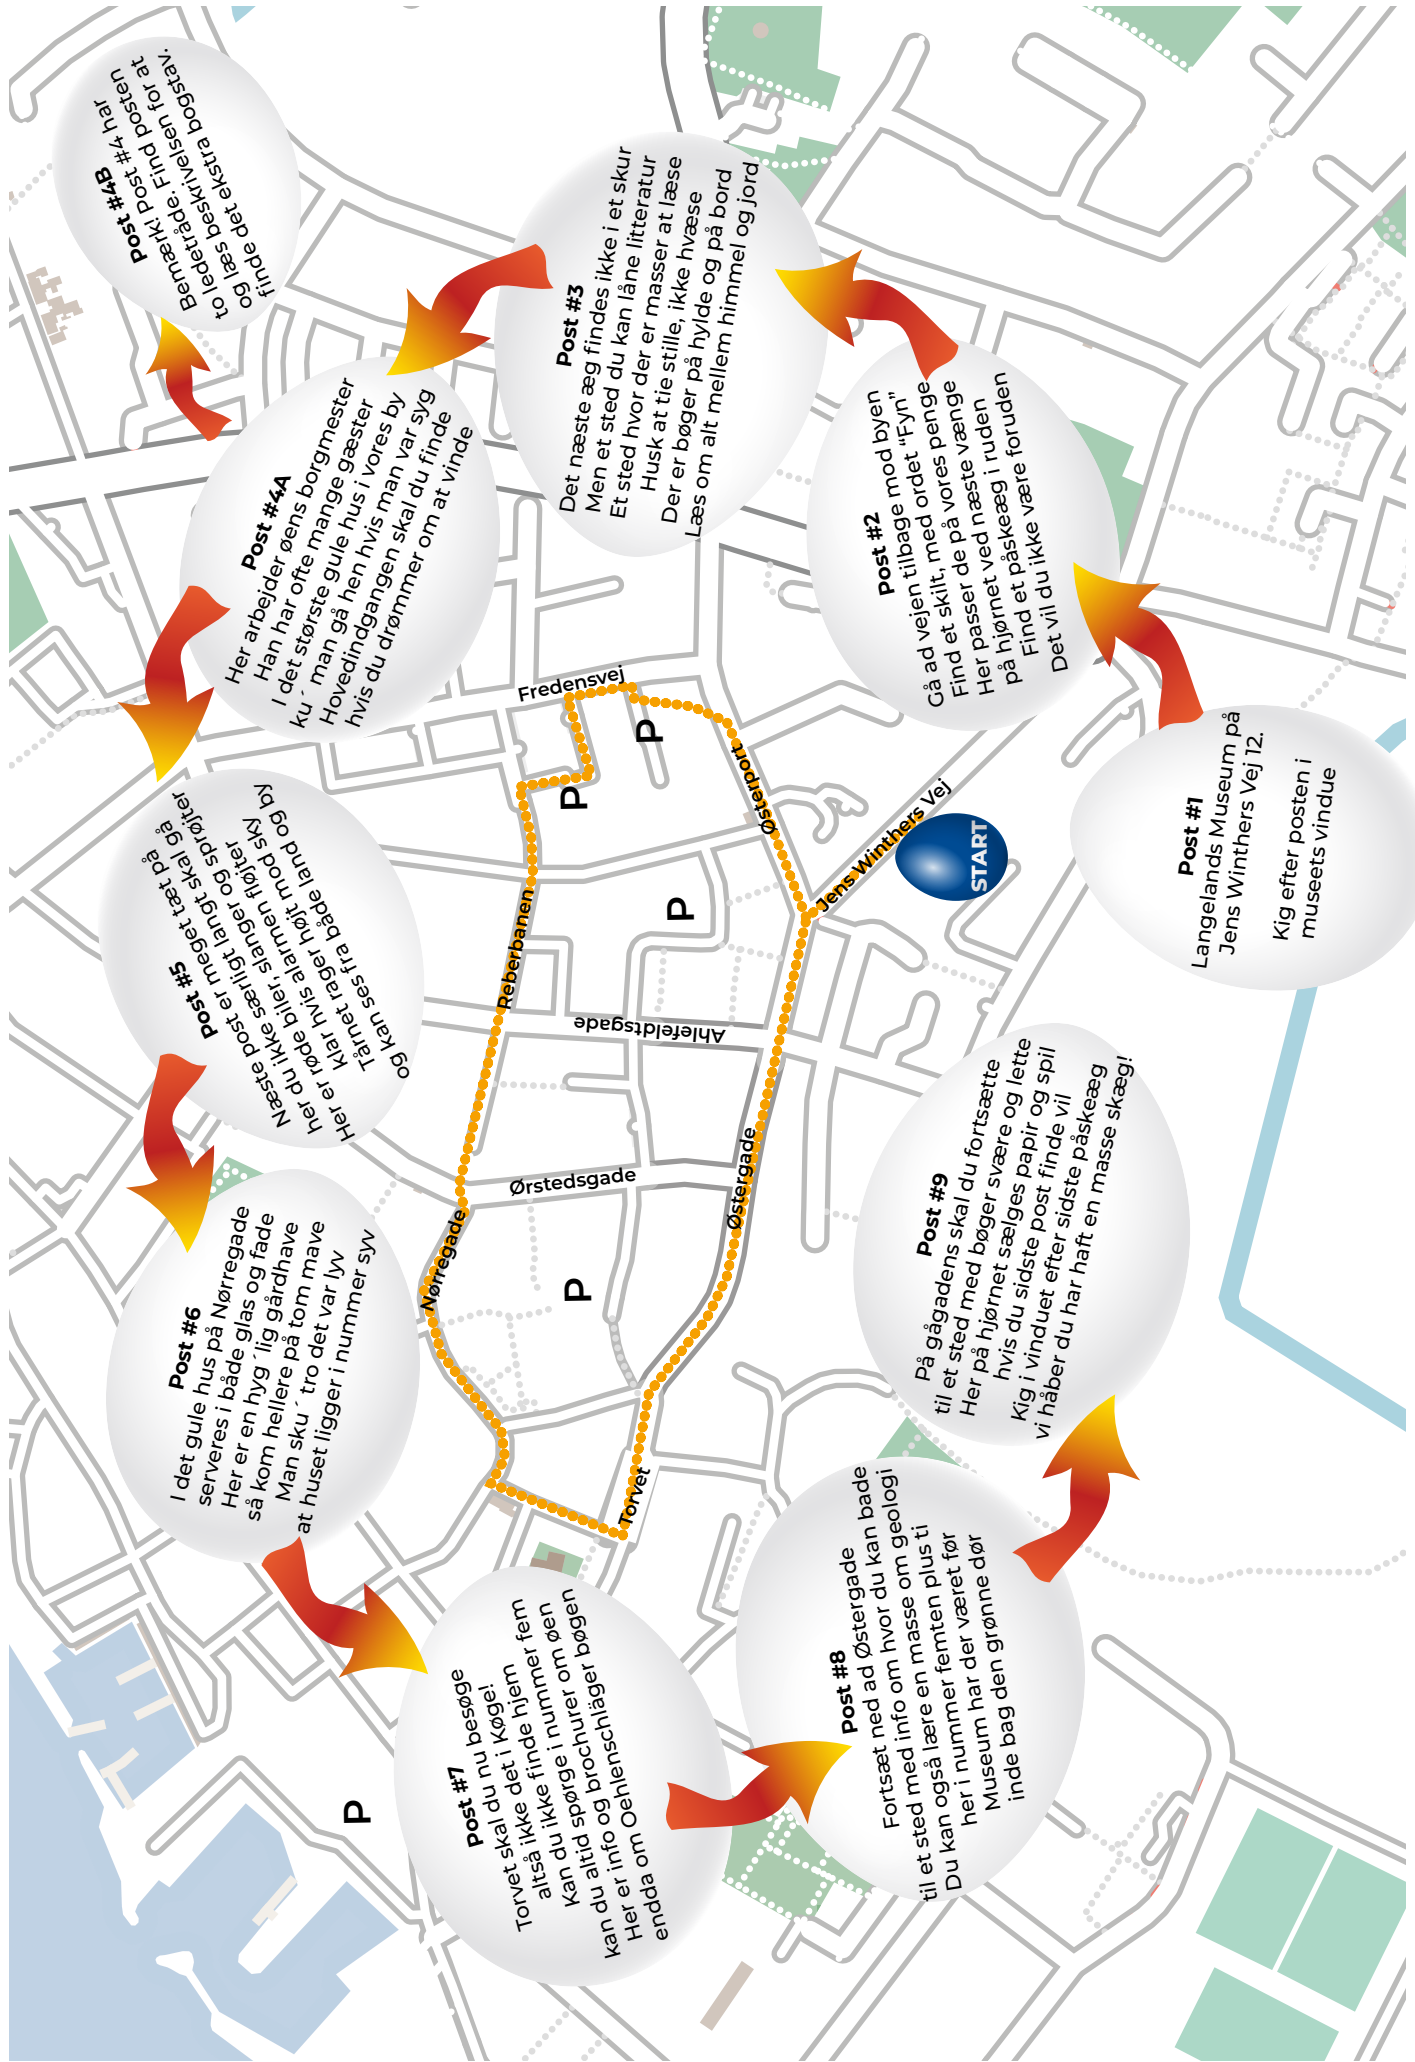 Post #1
Langelands Museum på
Jens Winthers Vej 12.
Kig efter posten i
museets vindue
Post #2
Gå ad vejen tilbage mod byen
Find et skilt, med ordet “Fyn”
Find de på vores penge
Her passer de ved næste vænge
på hjørnet ved næste vænge
Find et påskeæg i ruden
Det vil du ikke være foruden
Post #3
Det næste æg findes ikke i et skur
Men et sted du kan låne litteratur
Et sted hvor der er masser at læse
Husk at tie stille, ikke hvæse
Der er bøger på hylde og på bord
Læs om alt mellem himmel og jord
Post #4A
Her arbejder øens borgmester
Han har ofte mange gæster
I det største gule hus i vores by
ku´ man gå hen hvis man var syg
Hovedindgangen skal du finde
hvis du drømmer om at vinde
Post #4B
Bemærk! Post #4 har
to ledetråde. Find posten
og læs beskrivelsen for at
finde det ekstra bogstav.
Post #5
Næste post er meget tæt på
her du ikke særligt langt skal gå
Her er røde biler, slanger og sprøjter
Klar hvis alarmen fløjter
Tårnet rager højt mod sky
og kan ses fra både land og by
Post #6
I det gule hus på Nørregade
serveres i både glas og fade
Her er en hyg´lig gårdhave
så kom hellere på tom mave
Man sku´ tro det var lyv
at huset ligger i nummer syv
Post #7
Torvet skal du nu besøge
altså ikke det i Køge!
Kan du ikke finde hjem
kan du altid spørge i nummer fem
Her er info og brochurer om øen
endda om Oehlenschläger bøgen
Post #8
Fortsæt ned ad Østergade
til et sted med info om hvor du kan bade
Du kan også lære en masse om geologi
her i nummer femten plus ti
Museum har der været før
inde bag den grønne dør
Post #9
På gågadens skal du fortsætte
til et sted med bøger svære og lette
Her på hjørnet sælges papir og spil
hvis du sidste post finde vil
Kig i vinduet efter sidste påskeæg
vi håber du har haft en masse skæg!
START
Jens Winthers Vej
Østerport
Fredensvej
Reberbanen
Ahlefeldtsgade
Ørstedsgade
Østergade
Nørregade
Torvet
P
P
P
P
P